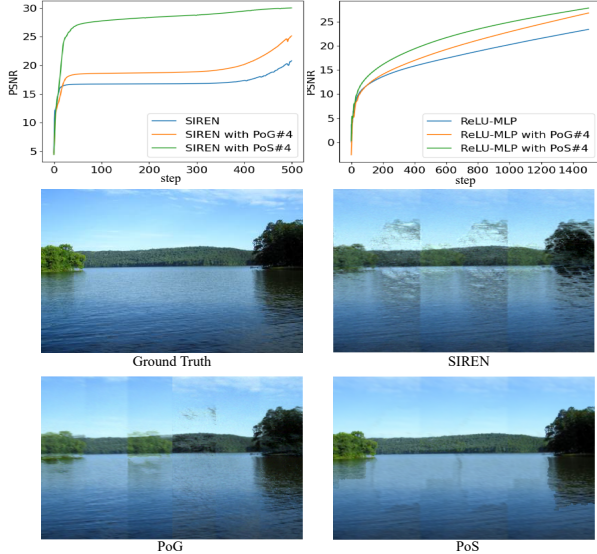 30
25
20
15
10
5
PSNR
SIREN
SIREN with PoG#4
SIREN with PoS#4
0 100 200 300 400 500
step
25
20
15
10
5
0
PSNR
ReLU-MLP
ReLU-MLP with PoG#4
ReLU-MLP with PoS#4
0 200 400 600 800 1000 1200 1400
step
Ground Truth
SIREN
PoG
PoS